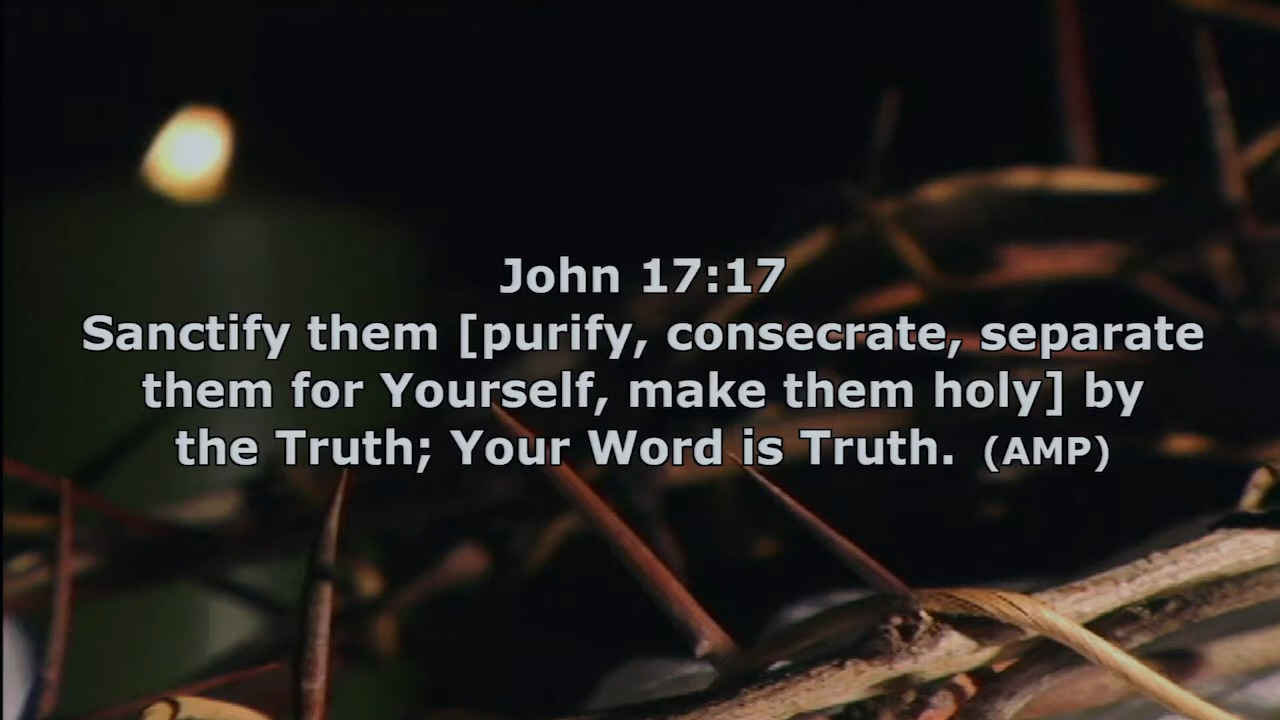 John 17:17
Sanctify them [purify, consecrate, separate
them for Yourself, make them holy] by
the Truth; Your Word is Truth. (AMP)